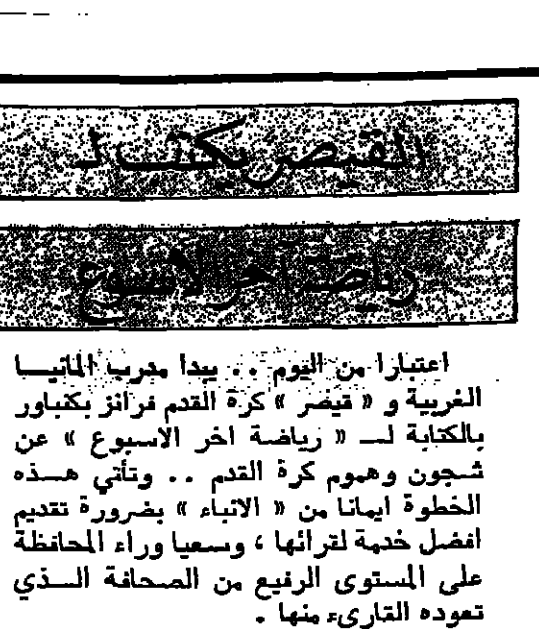 القيصر يكتب لـ
رياضة آخر الأسبوع
اعتبارا من اليوم .. يبدا مدرب المانيا
الغربية و « قيصر » كرة القدم فرانز بكنباور
بالكتابة لـ « رياضة اخر الاسبوع » عن
شجون وهموم كرة القدم .. وتأتي هذه
الخطوة ايمانا من « الانباء » بضرورة تقديم
افضل خدمة لقرائها ، وسعيا وراء المحافظة
على المستوى الرفيع من الصحافة الذي
تعوده القارىء منها .